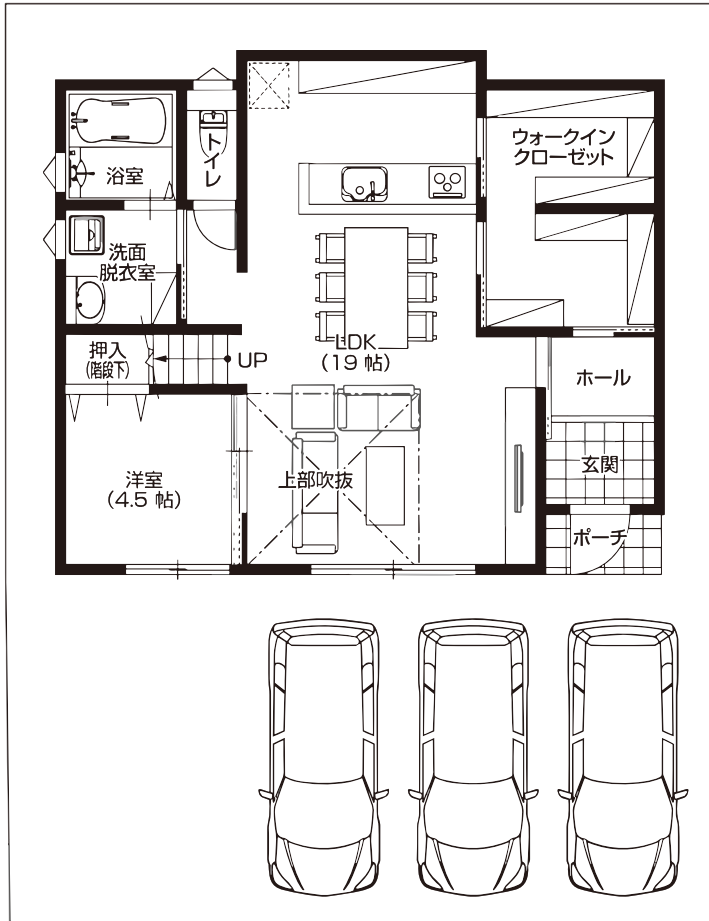 ウォークイン
クローゼット
トイレ
浴室
洗面
脱衣室
LDK
(19 帖)
押入
(階段下)
UP
ホール
玄関
洋室
(4.5 帖)
上部吹抜
ポーチ